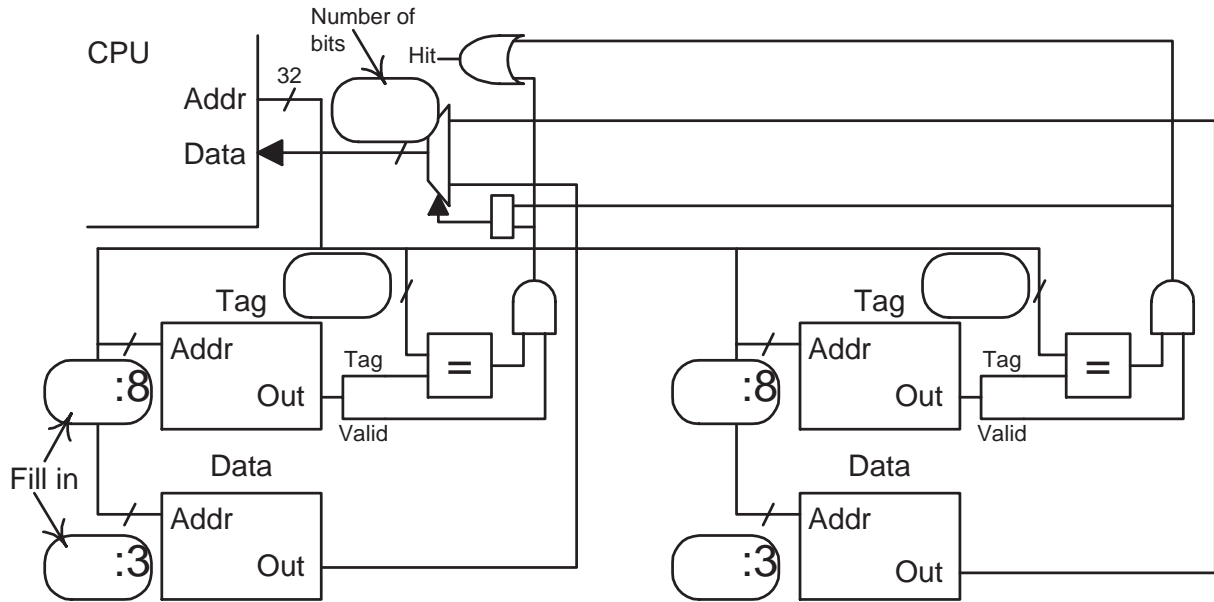 Number of
bits
CPU
Hit
32
Addr
Data
Tag
Tag
Addr
Tag
=
Addr
Tag
=
:8
Out
:8
Out
Valid
Valid
Fill in
Data
Data
Addr
Addr
:3
Out
:3
Out